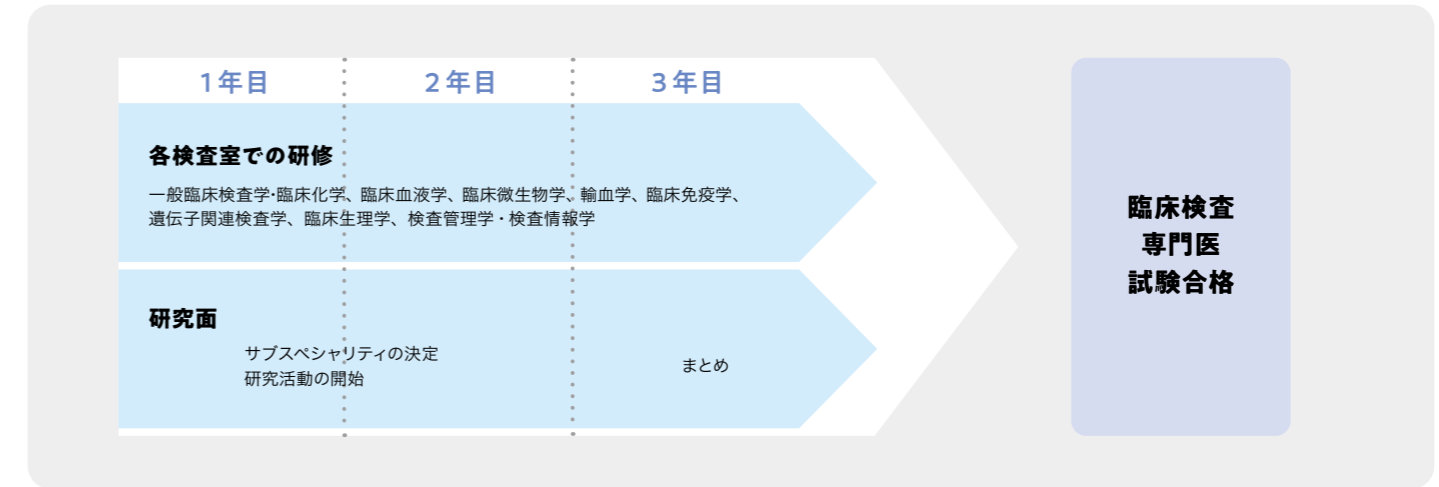 1年目
2年目
3年目
各検査室での研修
一般臨床検査学・臨床化学、臨床血液学、臨床微生物学、輸血学、臨床免疫学、
遺伝子関連検査学、臨床生理学、検査管理学・検査情報学
研究面
サブスペシャリティの決定
研究活動の開始
まとめ
臨床検査
専門医
試験合格